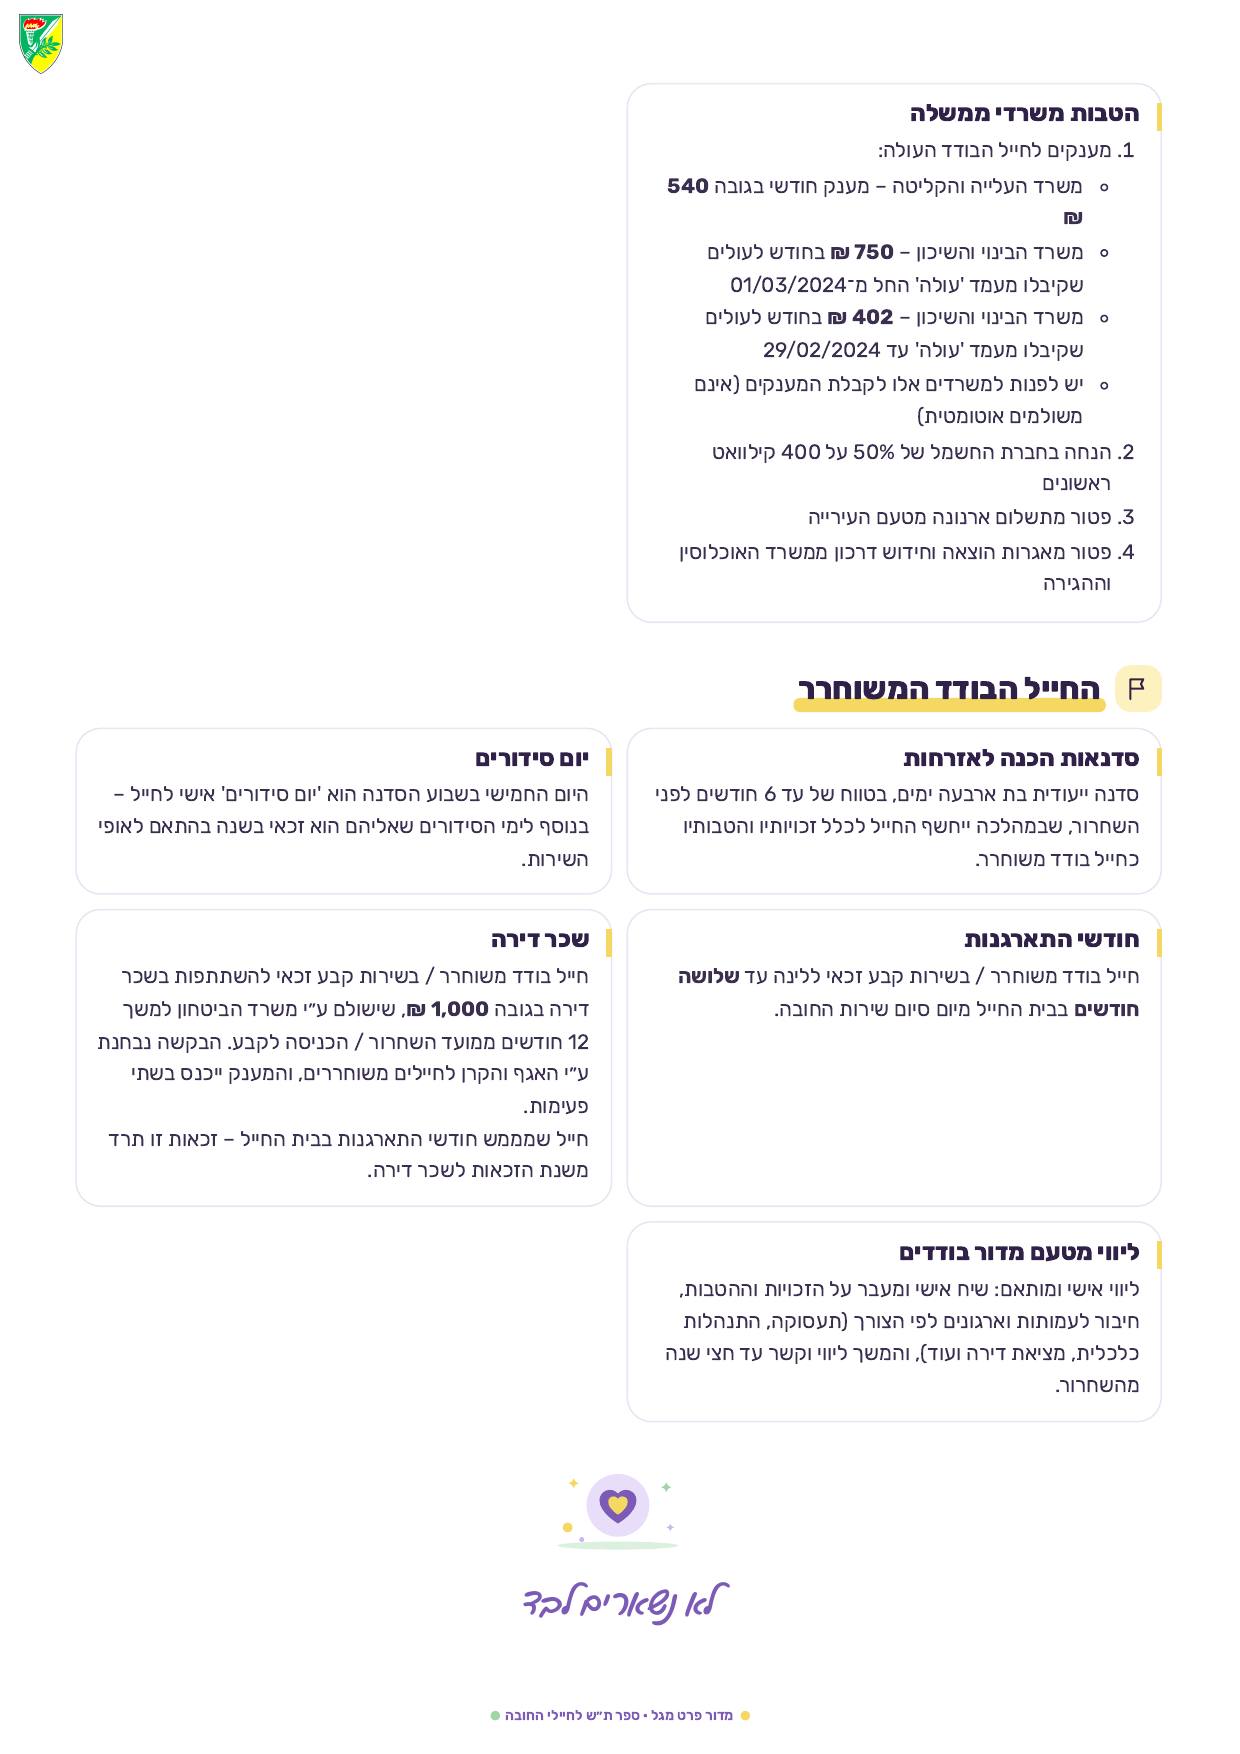 הטבות משרדי ממשלה
1. מענקים לחייל הבודד העולה:
משרד העלייה והקליטה – מענק חודשי בגובה 540
₪
משרד הבינוי והשיכון – 750 ₪ בחודש לעולים
שקיבלו מעמד 'עולה' החל מ־01/03/2024
משרד הבינוי והשיכון – 402 ₪ בחודש לעולים
שקיבלו מעמד 'עולה' עד 29/02/2024
יש לפנות למשרדים אלו לקבלת המענקים (אינם
משולמים אוטומטית)
2. הנחה בחברת החשמל של 50% על 400 קילוואט
ראשונים
3. פטור מתשלום ארנונה מטעם העירייה
4. פטור מאגרות הוצאה וחידוש דרכון ממשרד האוכלוסין
וההגירה
החייל הבודד המשוחרר
סדנאות הכנה לאזרחות
סדנה ייעודית בת ארבעה ימים, בטווח של עד 6 חודשים לפני
השחרור, שבמהלכה ייחשף החייל לכלל זכויותיו והטבותיו
כחייל בודד משוחרר.
יום סידורים
היום החמישי בשבוע הסדנה הוא 'יום סידורים' אישי לחייל –
בנוסף לימי הסידורים שאליהם הוא זכאי בשנה בהתאם לאופי
השירות.
חודשי התארגנות
חייל בודד משוחרר / בשירות קבע זכאי ללינה עד שלושה
חודשים בבית החייל מיום סיום שירות החובה.
שכר דירה
חייל בודד משוחרר / בשירות קבע זכאי להשתתפות בשכר
דירה בגובה 1,000 ₪, שישולם ע״י משרד הביטחון למשך
12 חודשים ממועד השחרור / הכניסה לקבע. הבקשה נבחנת
ע״י האגף והקרן לחיילים משוחררים, והמענק ייכנס בשתי
פעימות.
חייל שמממש חודשי התארגנות בבית החייל – זכאות זו תרד
משנת הזכאות לשכר דירה.
ליווי מטעם מדור בודדים
ליווי אישי ומותאם: שיח אישי ומעבר על הזכויות וההטבות,
חיבור לעמותות וארגונים לפי הצורך (תעסוקה, התנהלות
כלכלית, מציאת דירה ועוד), והמשך ליווי וקשר עד חצי שנה
מהשחרור.
לא נשארים לבד
מדור פרט מגל • ספר ת״ש לחיילי החובה